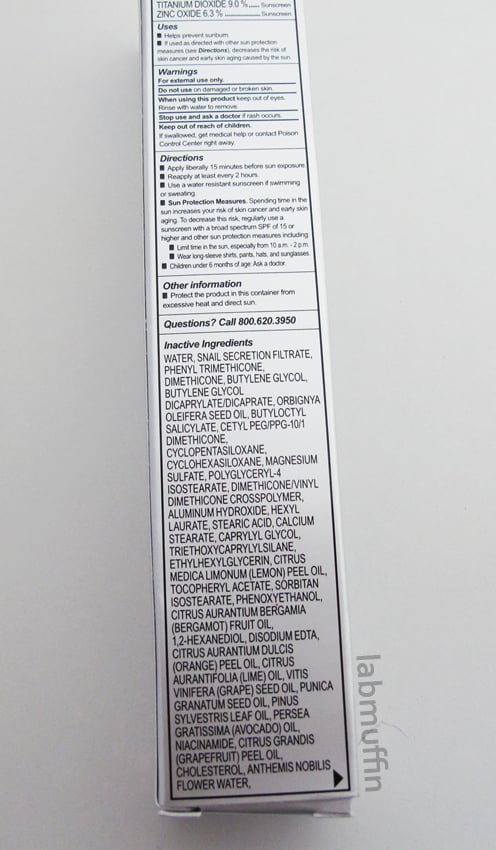 TITANIUM DIOXIDE 9.0 % ..... Sunscreen
ZINC OXIDE 6.3 % ..................... Sunscreen
Uses
■ Helps prevent sunburn.
■ If used as directed with other sun protection
measures (see Directions), decreases the risk of
skin cancer and early skin aging caused by the sun.
Warnings
For external use only.
Do not use on damaged or broken skin.
When using this product keep out of eyes.
Rinse with water to remove.
Stop use and ask a doctor if rash occurs.
Keep out of reach of children.
If swallowed, get medical help or contact Poison
Control Center right away.
Directions
■ Apply liberally 15 minutes before sun exposure.
■ Reapply at least every 2 hours.
■ Use a water resistant sunscreen if swimming
or sweating.
■ Sun Protection Measures. Spending time in the
sun increases your risk of skin cancer and early skin
aging. To decrease this risk, regularly use a
sunscreen with a broad spectrum SPF of 15 or
higher and other sun protection measures including:
■ Limit time in the sun, especially from 10 a.m. - 2 p.m.
■ Wear long-sleeve shirts, pants, hats, and sunglasses.
■ Children under 6 months of age: Ask a doctor.
Other information
■ Protect the product in this container from
excessive heat and direct sun.
Questions? Call 800.620.3950
Inactive Ingredients
WATER, SNAIL SECRETION FILTRATE,
PHENYL TRIMETHICONE,
DIMETHICONE, BUTYLENE GLYCOL,
BUTYLENE GLYCOL
DICAPRYLATE/DICAPRATE, ORBIGNYA
OLEIFERA SEED OIL, BUTYLOCTYL
SALICYLATE, CETYL PEG/PPG-10/1
DIMETHICONE,
CYCLOPENTASILOXANE,
CYCLOHEXASILOXANE, MAGNESIUM
SULFATE, POLYGLYCERYL-4
ISOSTEARATE, DIMETHICONE/VINYL
DIMETHICONE CROSSPOLYMER,
ALUMINUM HYDROXIDE, HEXYL
LAURATE, STEARIC ACID, CALCIUM
STEARATE, CAPRYLYL GLYCOL,
TRIETHOXYCAPRYLYLSILANE,
ETHYLHEXYLGLYCERIN, CITRUS
MEDICA LIMONUM (LEMON) PEEL OIL,
TOCOPHERYL ACETATE, SORBITAN
ISOSTEARATE, PHENOXYETHANOL,
CITRUS AURANTIUM BERGAMIA
(BERGAMOT) FRUIT OIL,
1,2-HEXANEDIOL, DISODIUM EDTA,
CITRUS AURANTIUM DULCIS
(ORANGE) PEEL OIL, CITRUS
AURANTIFOLIA (LIME) OIL, VITIS
VINIFERA (GRAPE) SEED OIL, PUNICA
GRANATUM SEED OIL, PINUS
SYLVESTRIS LEAF OIL, PERSEA
GRATISSIMA (AVOCADO) OIL,
NIACINAMIDE, CITRUS GRANDIS
(GRAPEFRUIT) PEEL OIL,
CHOLESTEROL, ANTHEMIS NOBILIS
FLOWER WATER,
labmuffin